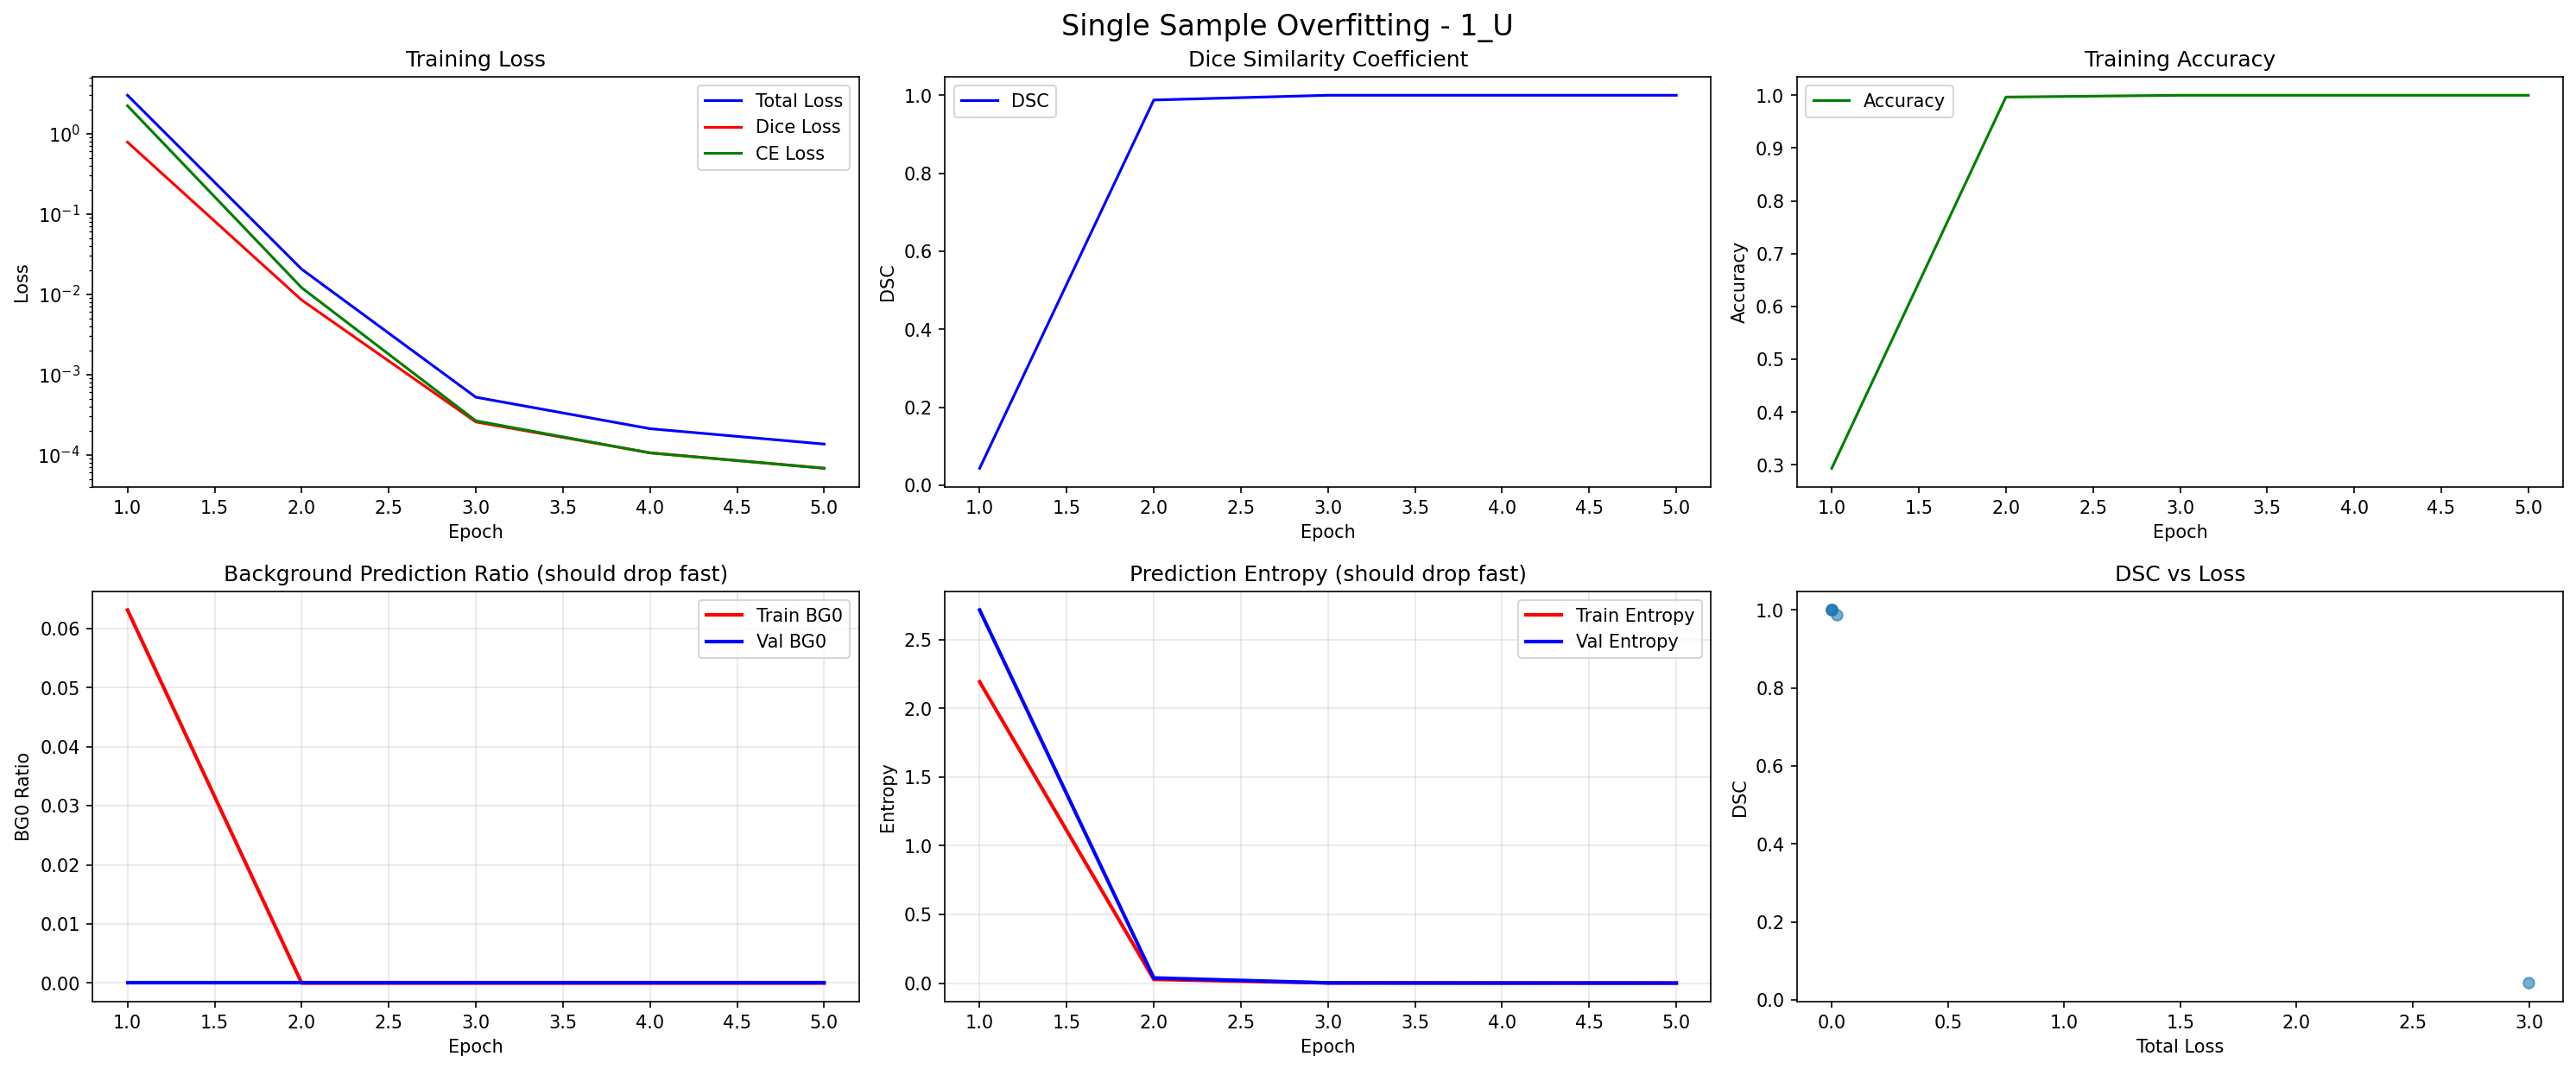 Single Sample Overfitting - 1_U
Training Loss
Total Loss
Dice Loss
CE Loss
Loss
10⁰
10⁻¹
10⁻²
10⁻³
10⁻⁴
1.0 1.5 2.0 2.5 3.0 3.5 4.0 4.5 5.0
Epoch
Dice Similarity Coefficient
DSC
DSC
1.0
0.8
0.6
0.4
0.2
0.0
1.0 1.5 2.0 2.5 3.0 3.5 4.0 4.5 5.0
Epoch
Training Accuracy
Accuracy
Accuracy
1.0
0.9
0.8
0.7
0.6
0.5
0.4
0.3
1.0 1.5 2.0 2.5 3.0 3.5 4.0 4.5 5.0
Epoch
Background Prediction Ratio (should drop fast)
Train BG0
Val BG0
BG0 Ratio
0.06
0.05
0.04
0.03
0.02
0.01
0.00
1.0 1.5 2.0 2.5 3.0 3.5 4.0 4.5 5.0
Epoch
Prediction Entropy (should drop fast)
Train Entropy
Val Entropy
Entropy
2.5
2.0
1.5
1.0
0.5
0.0
1.0 1.5 2.0 2.5 3.0 3.5 4.0 4.5 5.0
Epoch
DSC vs Loss
DSC
1.0
0.8
0.6
0.4
0.2
0.0
0.0 0.5 1.0 1.5 2.0 2.5 3.0
Total Loss